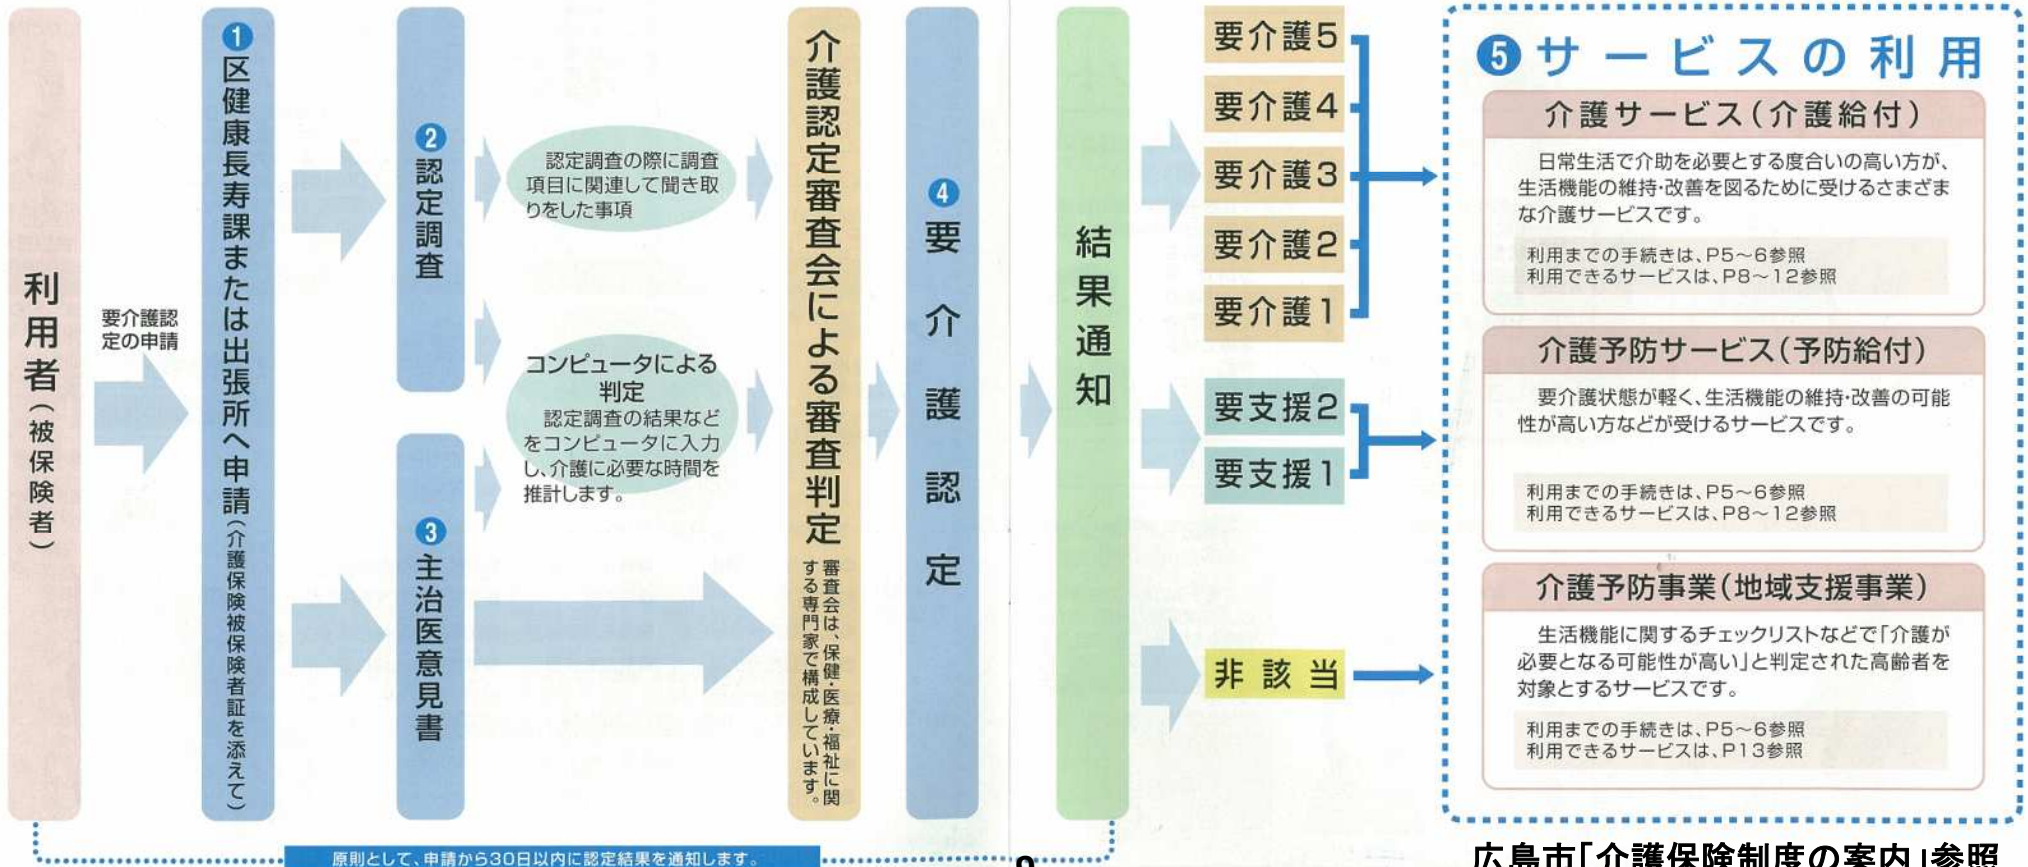 利用者(被保険者)
要介護認
定の申請
❶区健康長寿課または出張所へ申請(介護保険被保険者証を添えて)
❷認定調査
❸主治医意見書
認定調査の際に調査
項目に関連して聞き取
りをした事項
コンピュータによる
判定
認定調査の結果など
をコンピュータに入力
し、介護に必要な時間を
推計します。
介護認定審査会による審査判定
審査会は、保健・医療・福祉に関
する専門家で構成しています。
❹要介護認定
結果通知
要介護5
要介護4
要介護3
要介護2
要介護1
要支援2
要支援1
非該当
❺サービスの利用
介護サービス(介護給付)
日常生活で介助を必要とする度合いの高い方が、
生活機能の維持・改善を図るために受けるさまざま
な介護サービスです。
利用までの手続きは、P5~6参照
利用できるサービスは、P8~12参照
介護予防サービス(予防給付)
要介護状態が軽く、生活機能の維持・改善の可能
性が高い方などが受けるサービスです。
利用までの手続きは、P5~6参照
利用できるサービスは、P8~12参照
介護予防事業(地域支援事業)
生活機能に関するチェックリストなどで「介護が
必要となる可能性が高い」と判定された高齢者を
対象とするサービスです。
利用までの手続きは、P5~6参照
利用できるサービスは、P13参照
原則として、申請から30日以内に認定結果を通知します。
広島市「介護保険制度の案内」参照